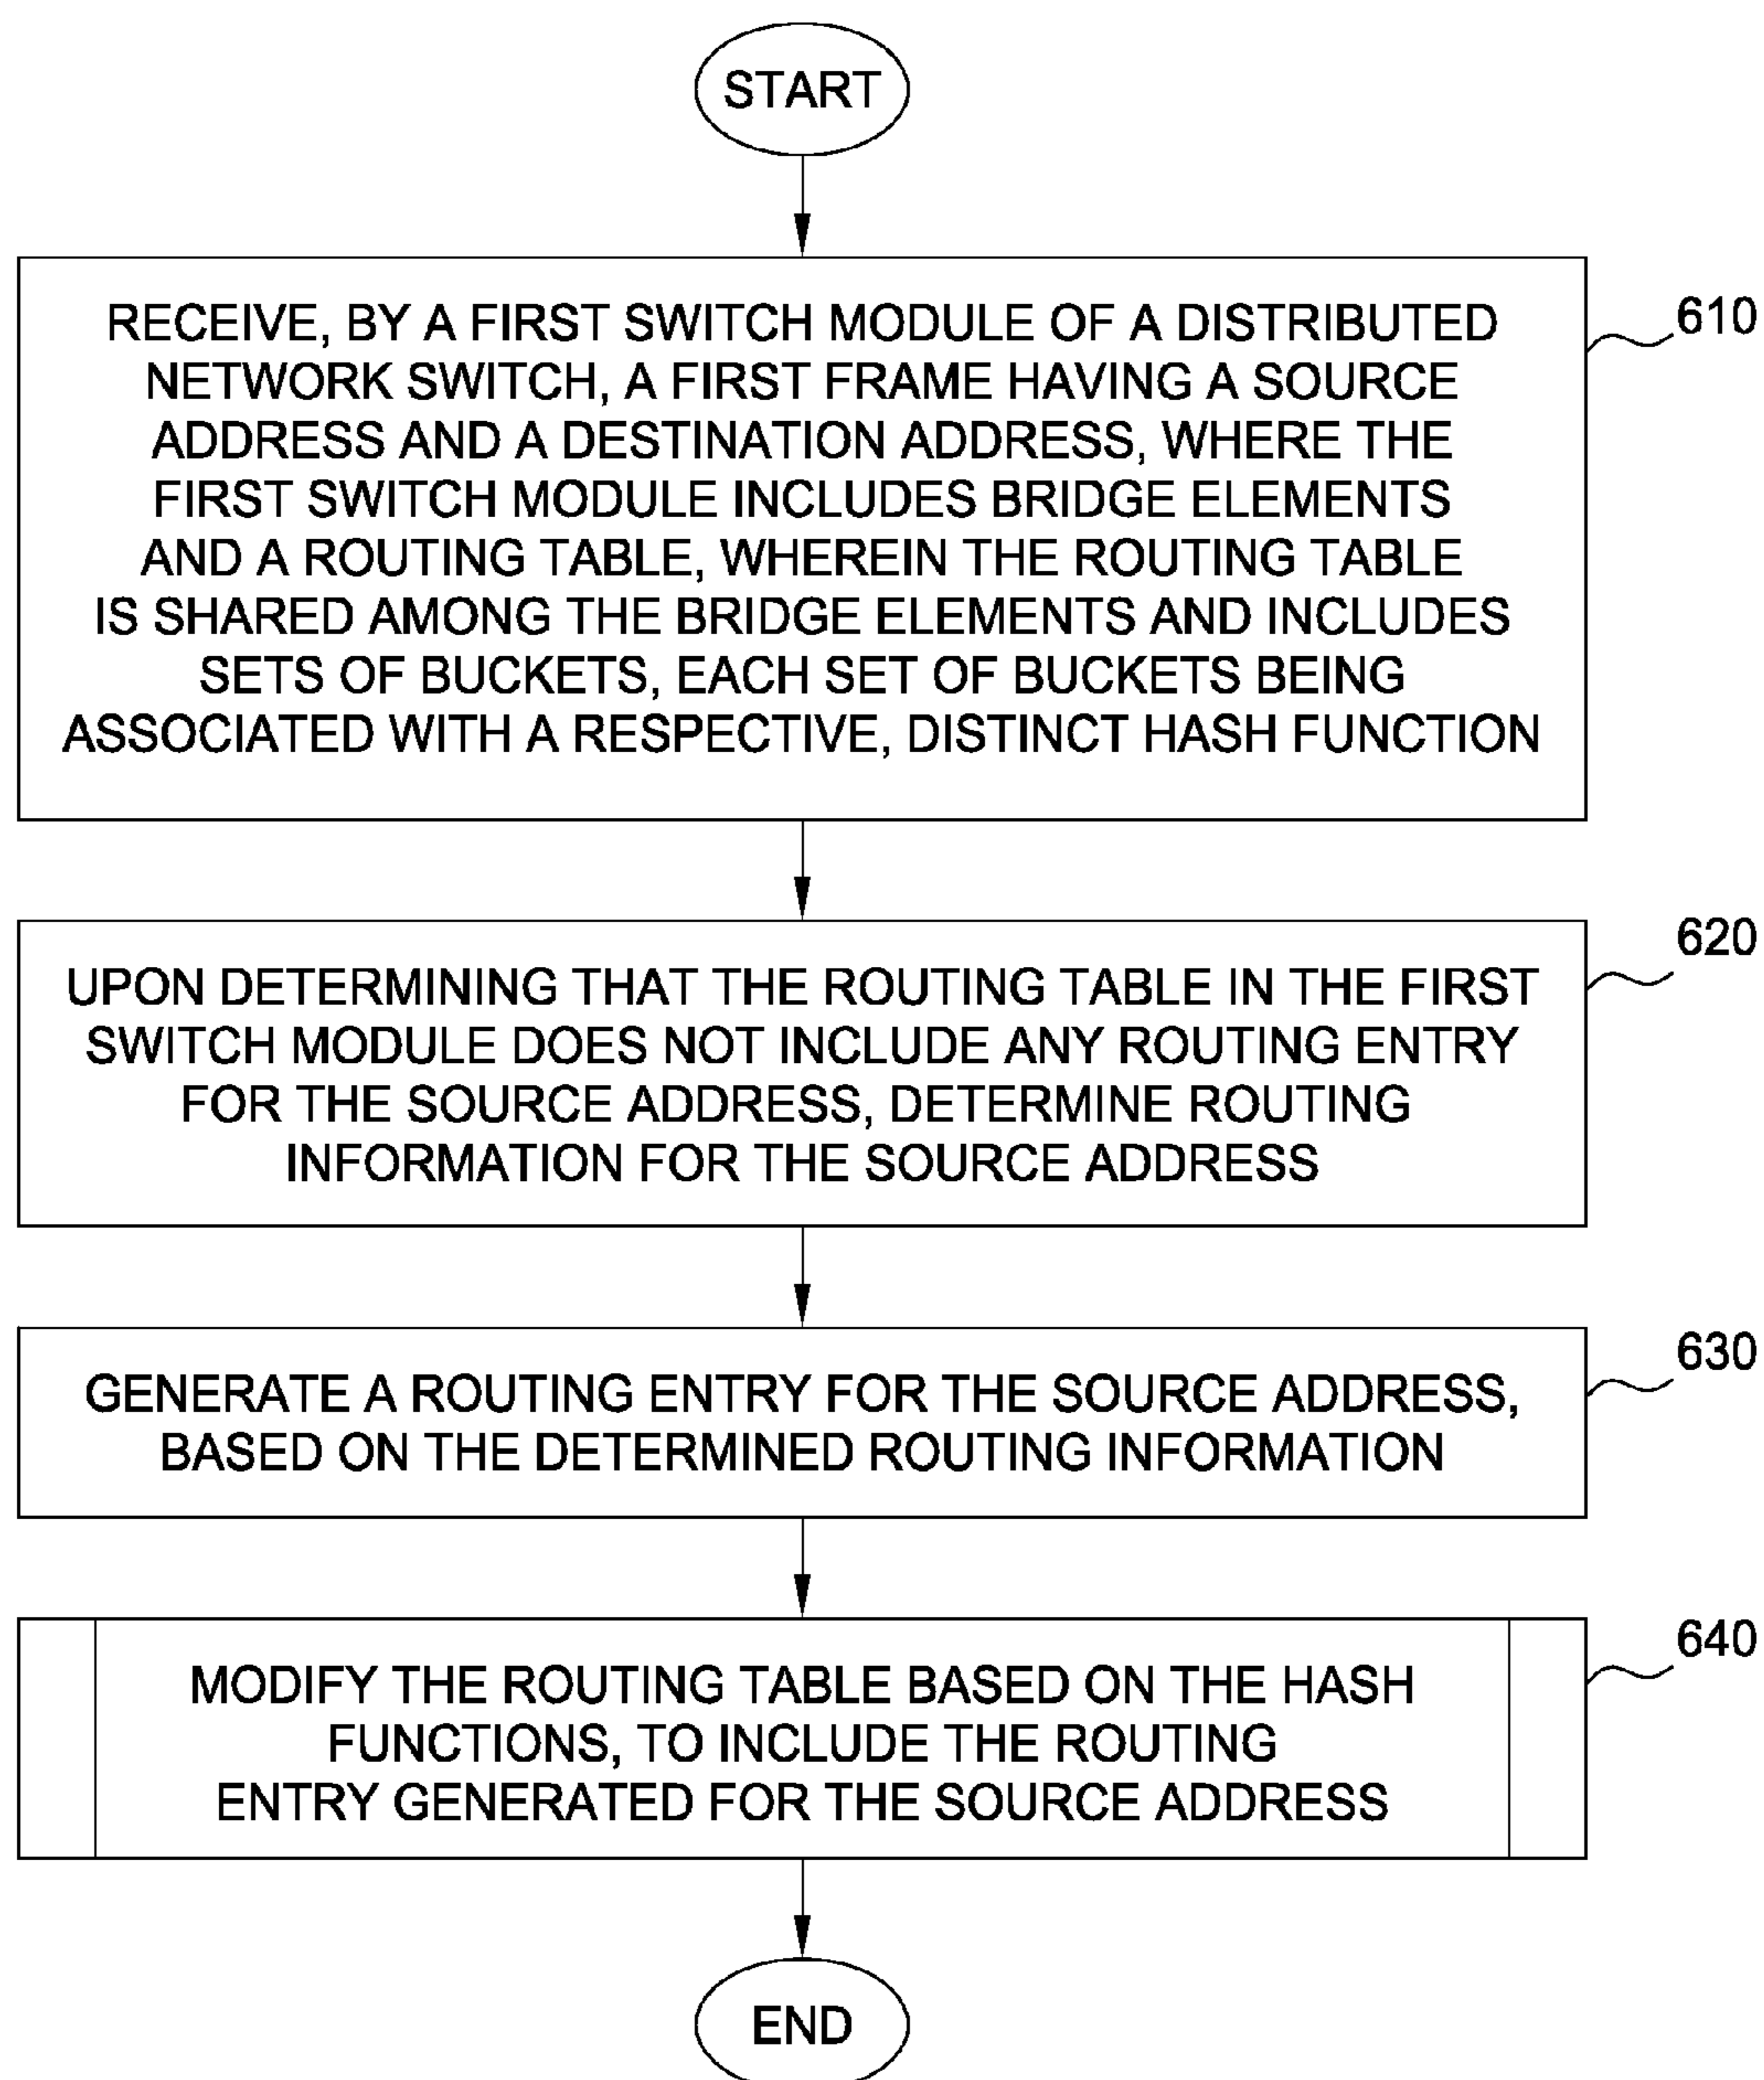 START
RECEIVE, BY A FIRST SWITCH MODULE OF A DISTRIBUTED
NETWORK SWITCH, A FIRST FRAME HAVING A SOURCE
ADDRESS AND A DESTINATION ADDRESS, WHERE THE
FIRST SWITCH MODULE INCLUDES BRIDGE ELEMENTS
AND A ROUTING TABLE, WHEREIN THE ROUTING TABLE
IS SHARED AMONG THE BRIDGE ELEMENTS AND INCLUDES
SETS OF BUCKETS, EACH SET OF BUCKETS BEING
ASSOCIATED WITH A RESPECTIVE, DISTINCT HASH FUNCTION
610
UPON DETERMINING THAT THE ROUTING TABLE IN THE FIRST
SWITCH MODULE DOES NOT INCLUDE ANY ROUTING ENTRY
FOR THE SOURCE ADDRESS, DETERMINE ROUTING
INFORMATION FOR THE SOURCE ADDRESS
620
GENERATE A ROUTING ENTRY FOR THE SOURCE ADDRESS,
BASED ON THE DETERMINED ROUTING INFORMATION
630
MODIFY THE ROUTING TABLE BASED ON THE HASH
FUNCTIONS, TO INCLUDE THE ROUTING
ENTRY GENERATED FOR THE SOURCE ADDRESS
640
END